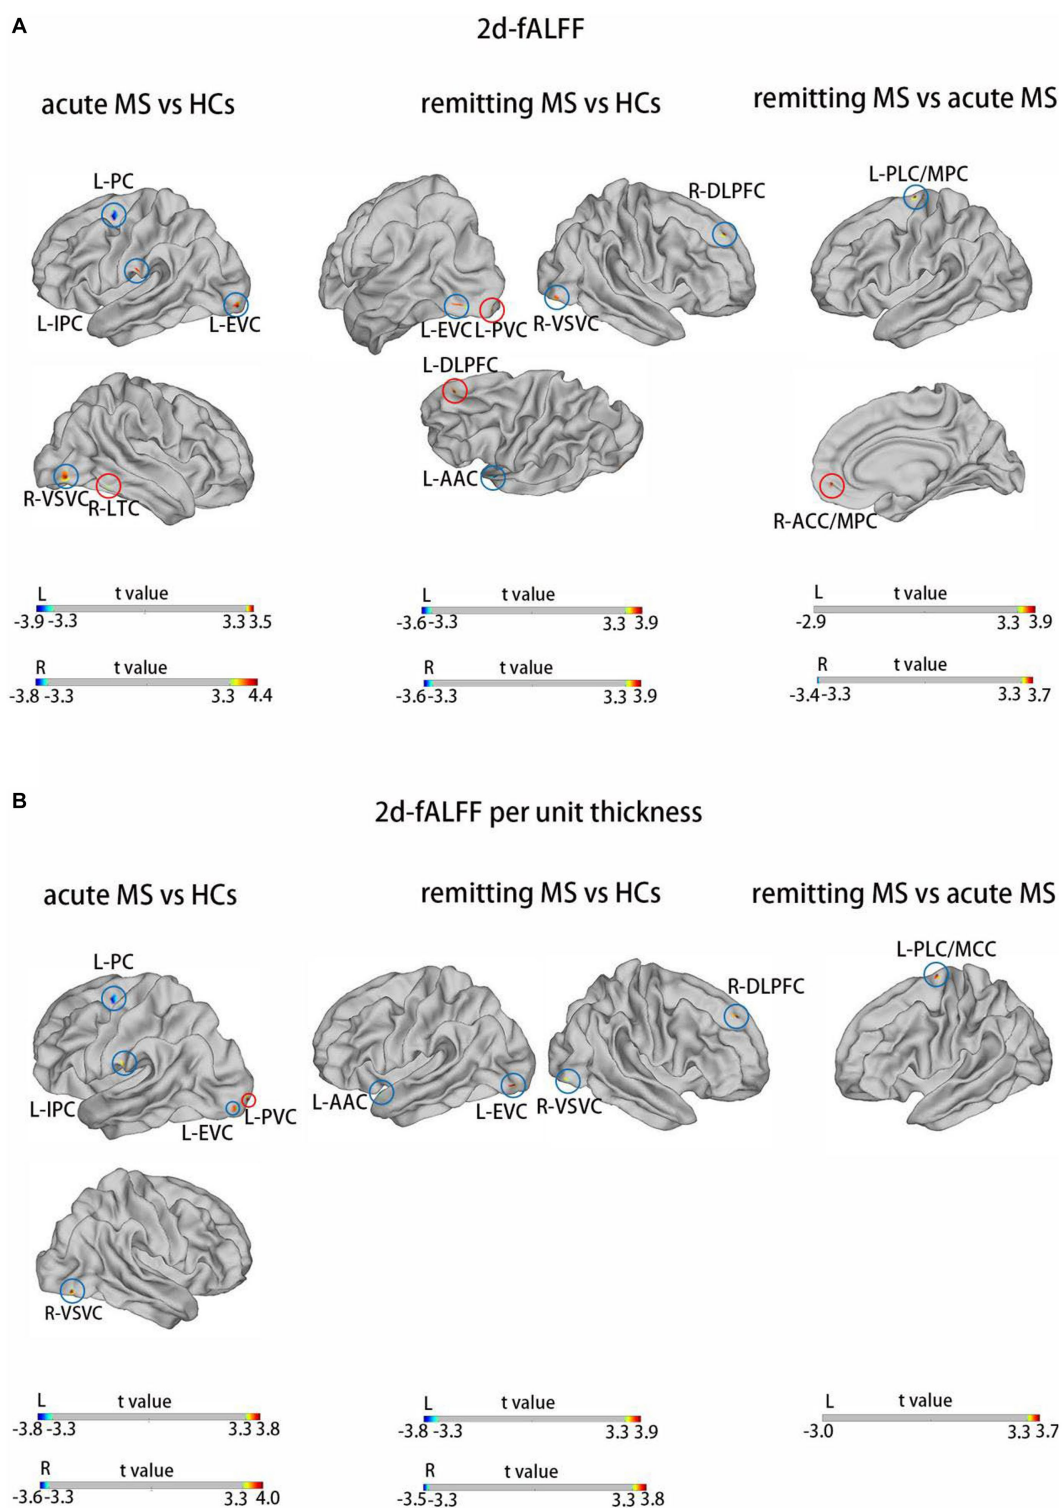 A
2d-fALFF
acute MS vs HCs
remitting MS vs HCs
remitting MS vs acute MS
L-PC
L-IPC
L-EVC
R-VSVC
R-LTC
L-EVC
L-PVC
R-VSVC
R-DLPFC
L-DLPFC
L-AAC
L-PLC/MPC
R-ACC/MPC
L t value
-3.9 -3.3 3.3 3.5
R t value
-3.8 -3.3 3.3 4.4
L t value
-3.6 -3.3 3.3 3.9
R t value
-3.6 -3.3 3.3 3.9
L t value
-2.9 3.3 3.9
R t value
-3.4 -3.3 3.3 3.7
B
2d-fALFF per unit thickness
acute MS vs HCs
remitting MS vs HCs
remitting MS vs acute MS
L-PC
L-IPC
L-EVC
L-PVC
R-VSVC
L-AAC
L-EVC
R-VSVC
R-DLPFC
L-PLC/MCC
L t value
-3.8 -3.3 3.3 3.8
R t value
-3.6 -3.3 3.3 4.0
L t value
-3.8 -3.3 3.3 3.9
R t value
-3.5 -3.3 3.3 3.8
L t value
-3.0 3.3 3.7